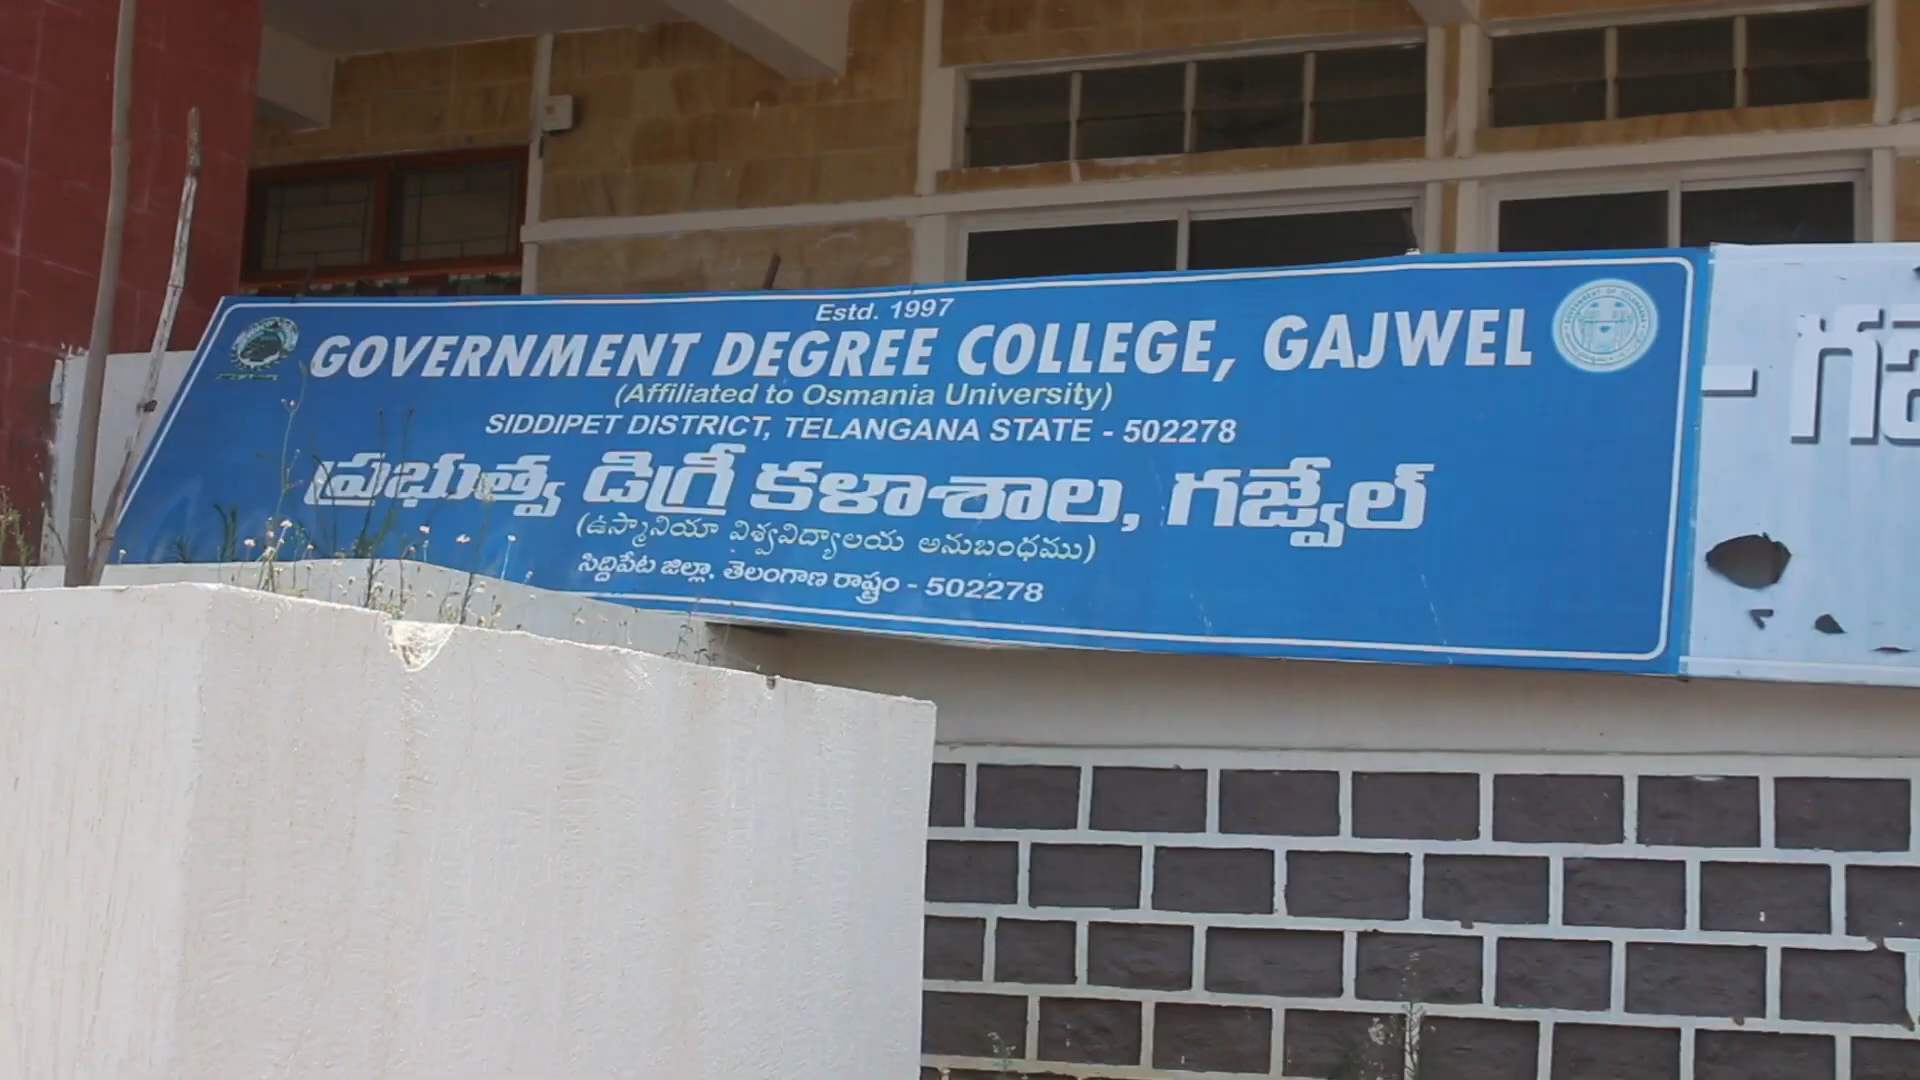 Estd. 1997
GOVERNMENT DEGREE COLLEGE, GAJWEL
(Affiliated to Osmania University)
SIDDIPET DISTRICT, TELANGANA STATE - 502278
ప్రభుత్వ డిగ్రీ కళాశాల, గజ్వేల్
(ఉస్మానియా విశ్వవిద్యాలయ అనుబంధము)
సిద్దిపేట జిల్లా, తెలంగాణ రాష్ట్రం - 502278